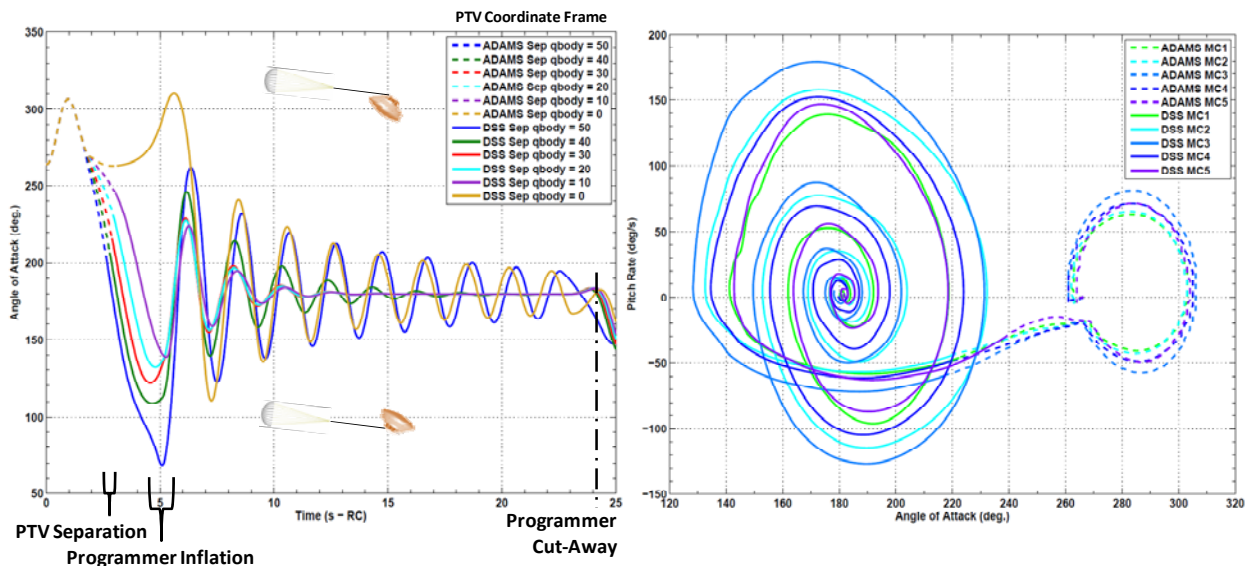 PTV Coordinate Frame
350
300
250
200
150
100
50
Angle of Attack (deg.)
ADAMS Sep qbody = 50
ADAMS Sep qbody = 40
ADAMS Sep qbody = 30
ADAMS Sep qbody = 20
ADAMS Sep qbody = 10
ADAMS Sep qbody = 0
DSS Sep qbody = 50
DSS Sep qbody = 40
DSS Sep qbody = 30
DSS Sep qbody = 20
DSS Sep qbody = 10
DSS Sep qbody = 0
0 5 10 15 20 25
Time (s − RC)
PTV Separation
Programmer Inflation
Programmer
Cut-Away
200
150
100
50
0
−50
−100
−150
Pitch Rate (deg/s)
ADAMS MC1
ADAMS MC2
ADAMS MC3
ADAMS MC4
ADAMS MC5
DSS MC1
DSS MC2
DSS MC3
DSS MC4
DSS MC5
120 140 160 180 200 220 240 260 280 300 320
Angle of Attack (deg.)